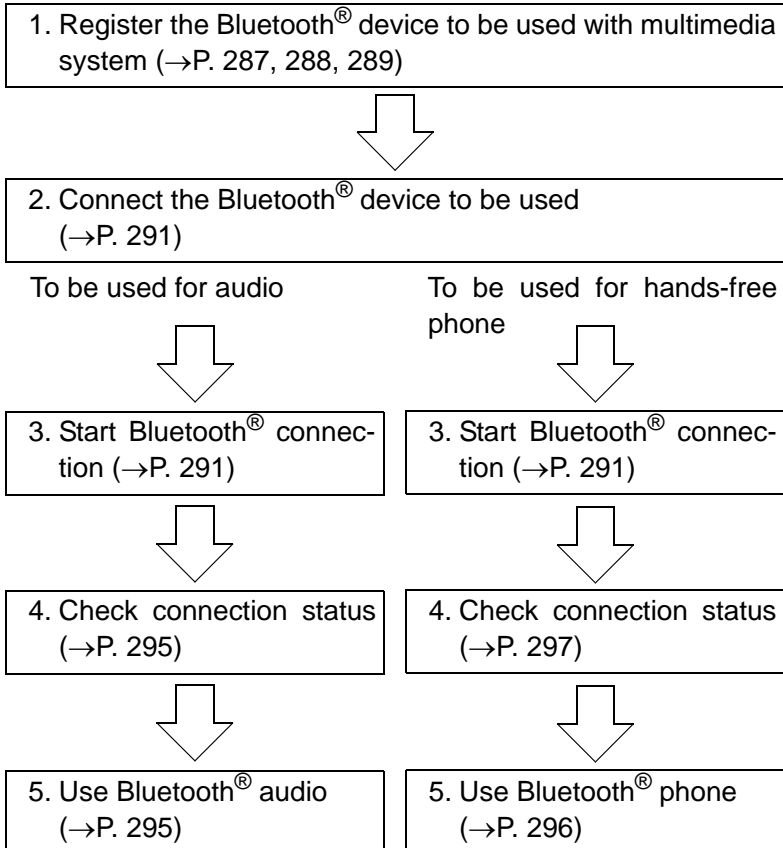 1. Register the Bluetooth® device to be used with multimedia
system (→P. 287, 288, 289)
2. Connect the Bluetooth® device to be used
(→P. 291)
To be used for audio
To be used for hands-free
phone
3. Start Bluetooth® connec-
tion (→P. 291)
3. Start Bluetooth® connec-
tion (→P. 291)
4. Check connection status
(→P. 295)
4. Check connection status
(→P. 297)
5. Use Bluetooth® audio
(→P. 295)
5. Use Bluetooth® phone
(→P. 296)